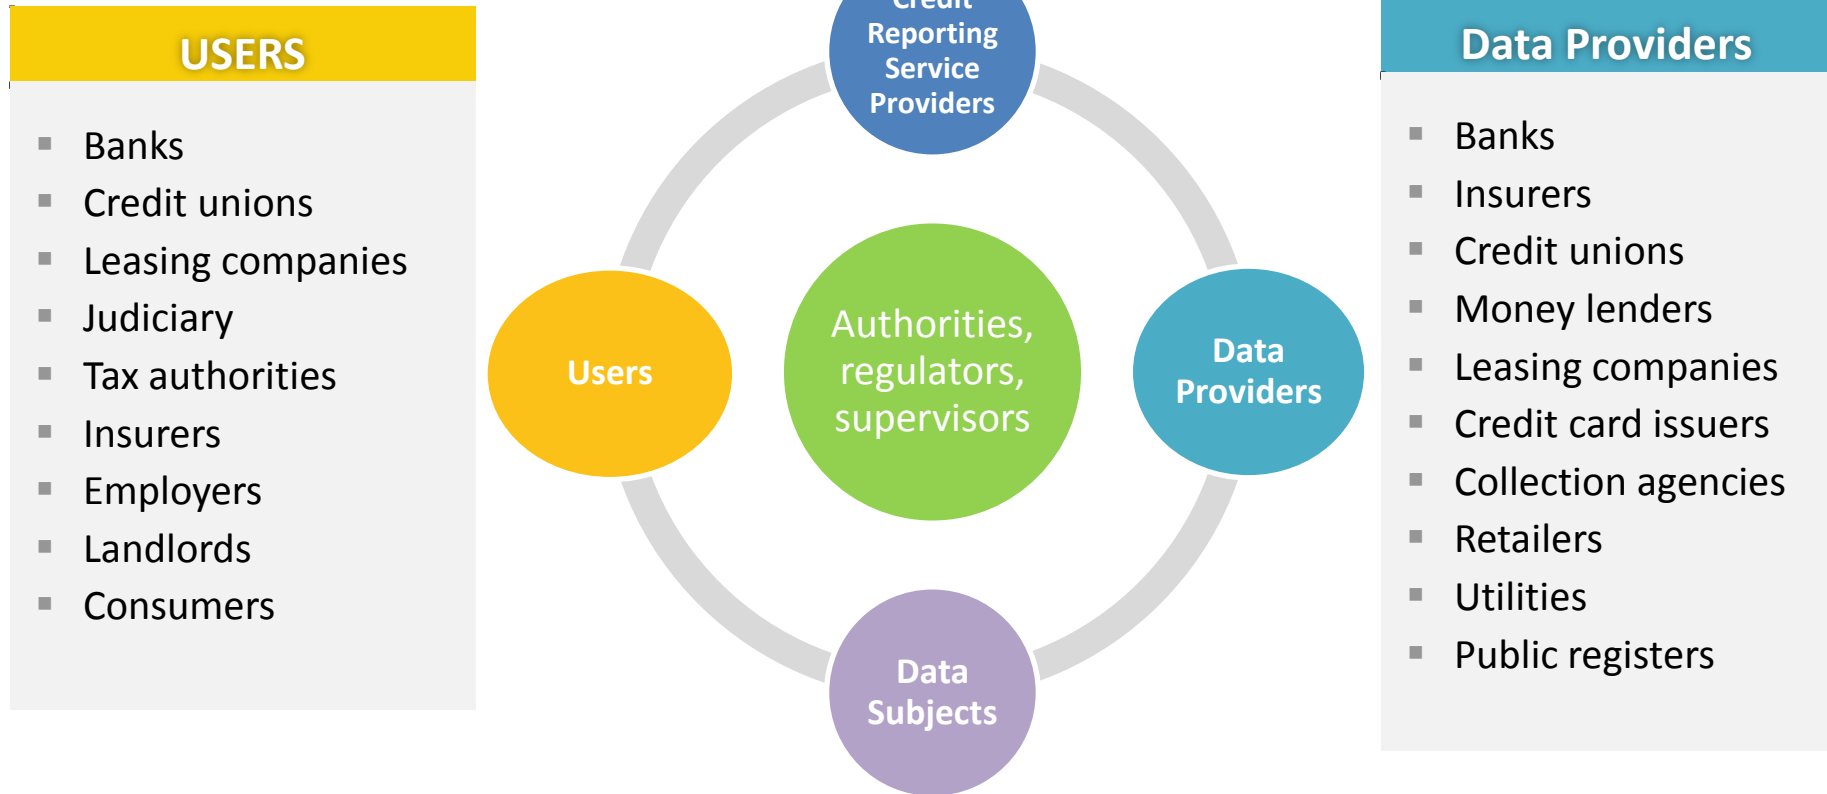 USERS
Banks
Credit unions
Leasing companies
Judiciary
Tax authorities
Insurers
Employers
Landlords
Consumers
Credit
Reporting
Service
Providers
Users
Authorities,
regulators,
supervisors
Data
Providers
Data
Subjects
Data Providers
Banks
Insurers
Credit unions
Money lenders
Leasing companies
Credit card issuers
Collection agencies
Retailers
Utilities
Public registers